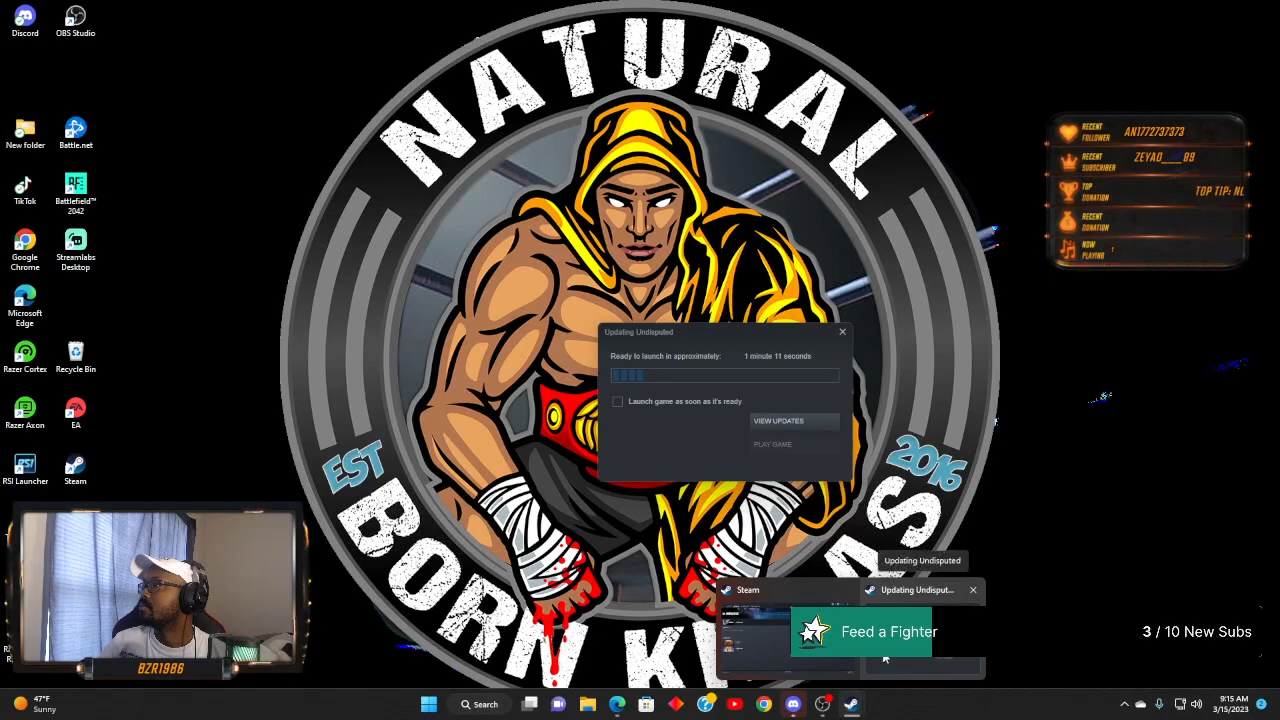 NATURAL
BORN K
AS
EST
2016
Discord
OBS Studio
New folder
Battle.net
TikTok
Battlefield™
2042
Google
Chrome
Streamlabs
Desktop
Microsoft
Edge
Razer Cortex
Recycle Bin
Razer Axon
EA
RSI Launcher
Steam
RECENT
FOLLOWER
AN1772737373
RECENT
SUBSCRIBER
ZEYAD___89
TOP
DONATION
TOP TIP: NL
RECENT
DONATION
NOW
PLAYING
Updating Undisputed
Ready to launch in approximately:
1 minute 11 seconds
Launch game as soon as it's ready
VIEW UPDATES
PLAY GAME
Updating Undisputed
Steam
Updating Undisput...
Feed a Fighter
3 / 10 New Subs
BZR1986
47°F
Sunny
Search
9:15 AM
3/15/2023
2